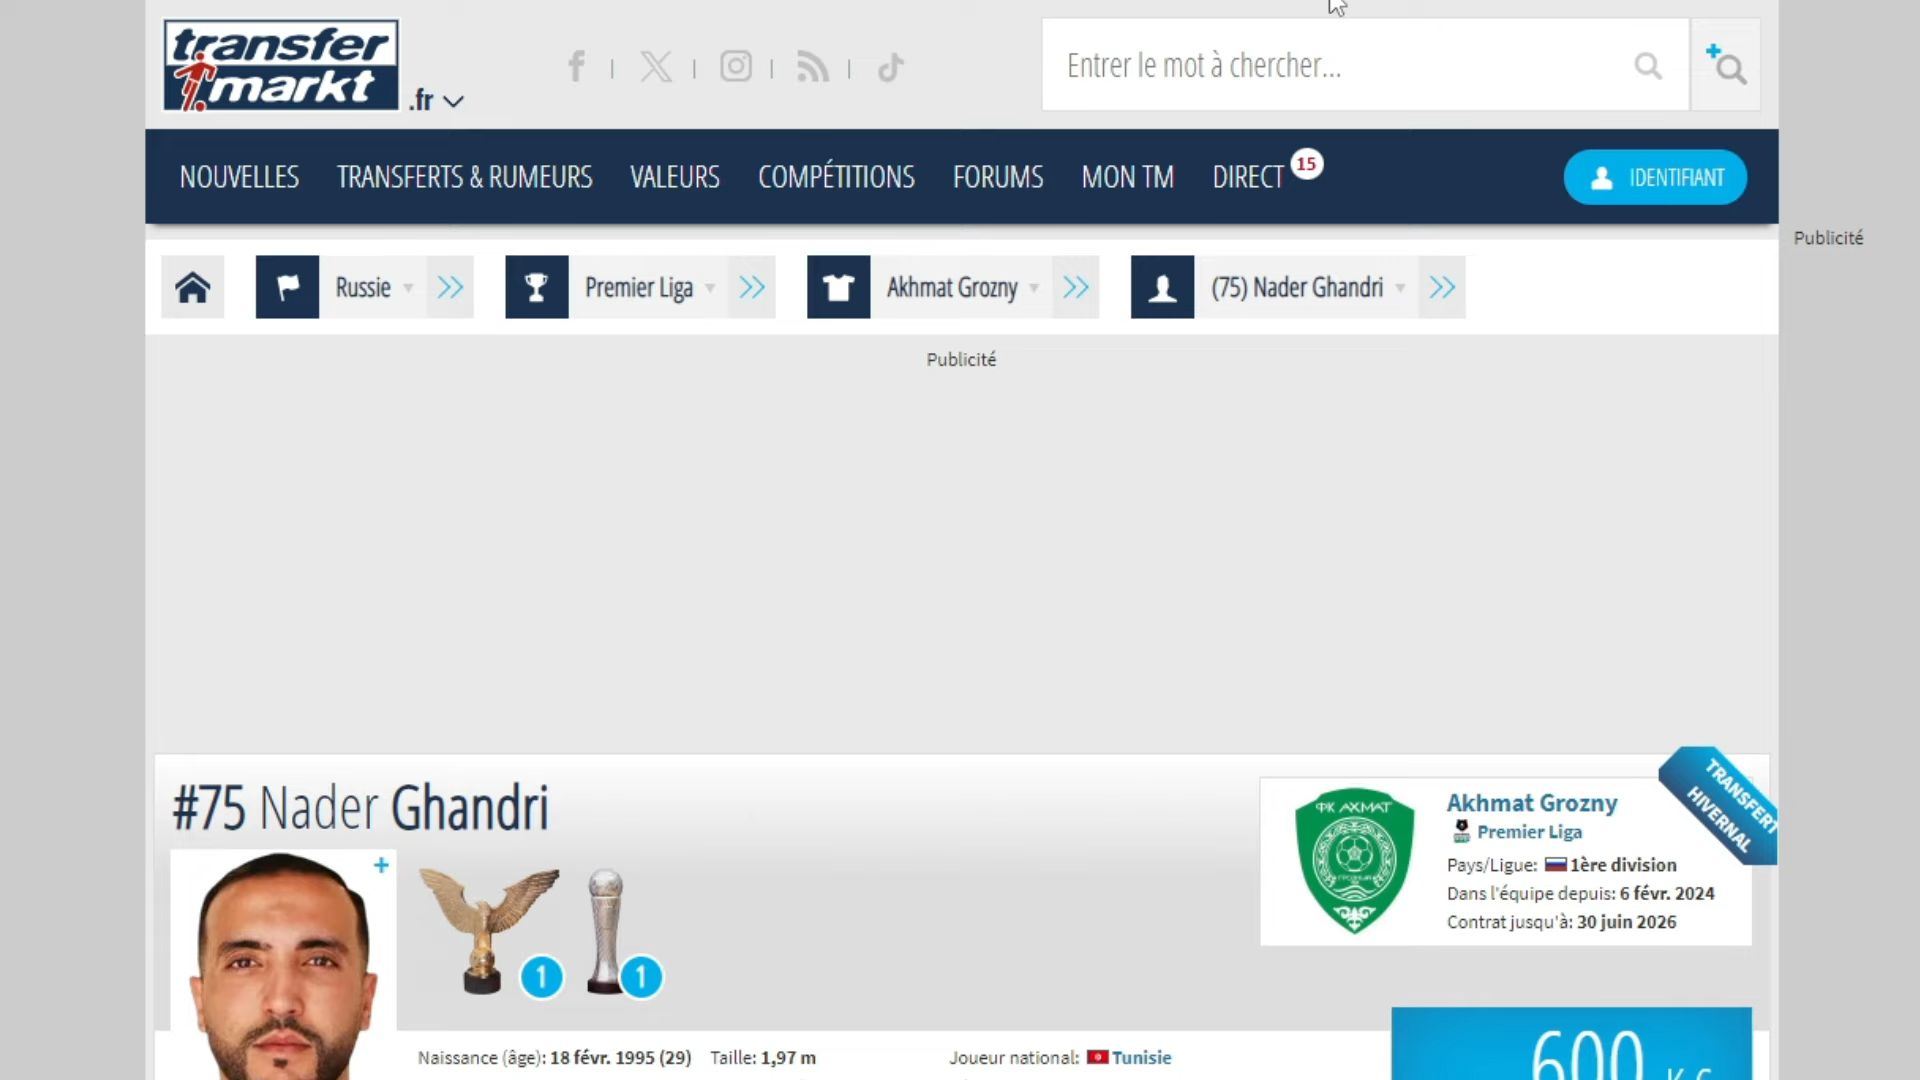 transfer
markt
.fr
Entrer le mot à chercher...
NOUVELLES
TRANSFERTS & RUMEURS
VALEURS
COMPÉTITIONS
FORUMS
MON TM
DIRECT
15
IDENTIFIANT
Publicité
Russie
Premier Liga
Akhmat Grozny
(75) Nader Ghandri
Publicité
#75 Nader Ghandri
TRANSFERT
HIVERNAL
ФК АХМАТ
Akhmat Grozny
Premier Liga
Pays/Ligue: 1ère division
Dans l'équipe depuis: 6 févr. 2024
Contrat jusqu'à: 30 juin 2026
1
1
Naissance (âge): 18 févr. 1995 (29)
Taille: 1,97 m
Joueur national: Tunisie
600 K €